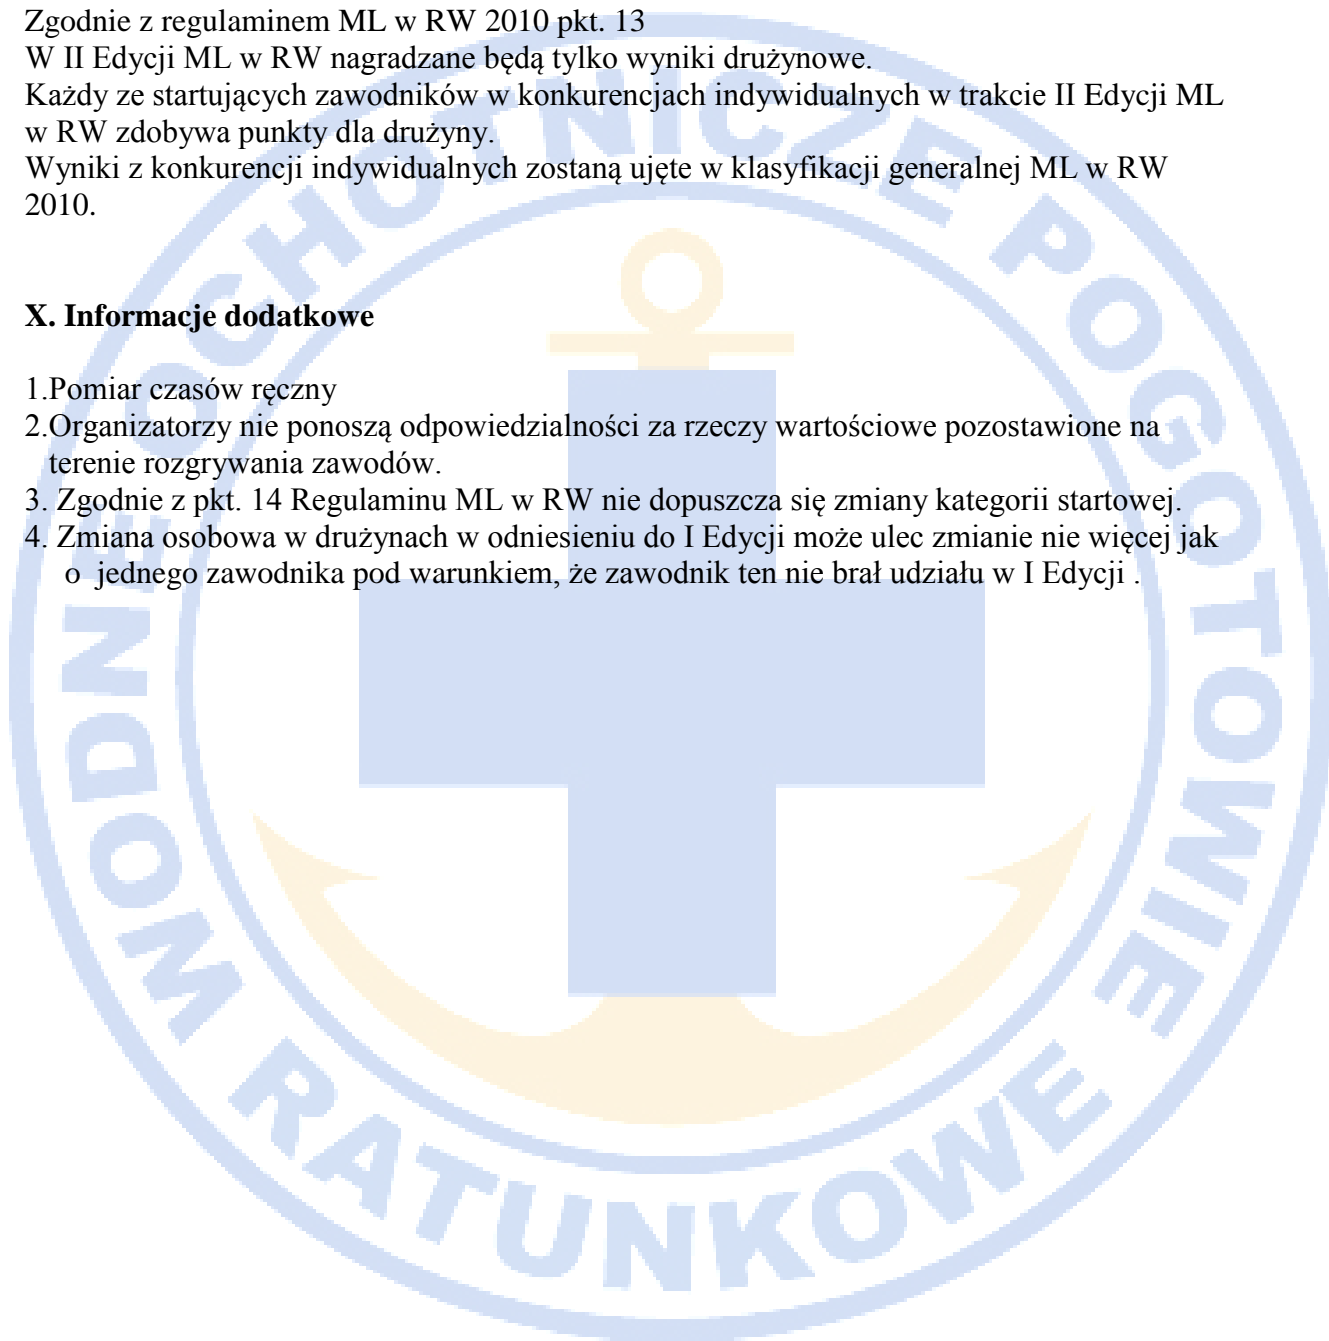 Zgodnie z regulaminem ML w RW 2010 pkt. 13
W II Edycji ML w RW nagradzane będą tylko wyniki drużynowe.
Każdy ze startujących zawodników w konkurencjach indywidualnych w trakcie II Edycji ML
w RW zdobywa punkty dla drużyny.
Wyniki z konkurencji indywidualnych zostaną ujęte w klasyfikacji generalnej ML w RW
2010.
X. Informacje dodatkowe
1.Pomiar czasów ręczny
2.Organizatorzy nie ponoszą odpowiedzialności za rzeczy wartościowe pozostawione na
terenie rozgrywania zawodów.
3. Zgodnie z pkt. 14 Regulaminu ML w RW nie dopuszcza się zmiany kategorii startowej.
4. Zmiana osobowa w drużynach w odniesieniu do I Edycji może ulec zmianie nie więcej jak
o jednego zawodnika pod warunkiem, że zawodnik ten nie brał udziału w I Edycji .
WODNE OCHOTNICZE POGOTOWIE RATUNKOWE